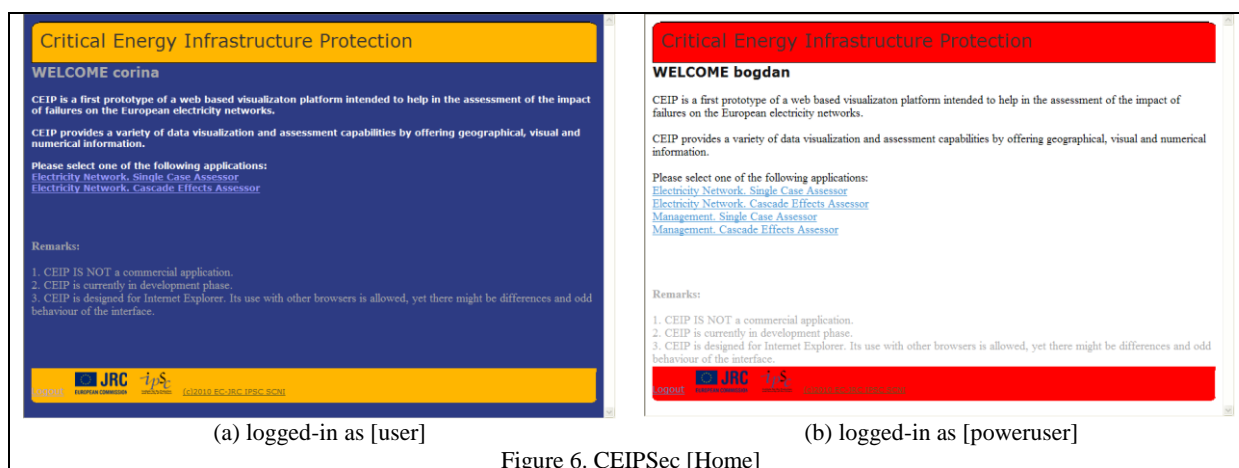 Critical Energy Infrastructure Protection
WELCOME corina
CEIP is a first prototype of a web based visualizaton platform intended to help in the assessment of the impact
of failures on the European electricity networks.
CEIP provides a variety of data visualization and assessment capabilities by offering geographical, visual and
numerical information.
Please select one of the following applications:
Electricity Network. Single Case Assessor
Electricity Network. Cascade Effects Assessor
Remarks:
1. CEIP IS NOT a commercial application.
2. CEIP is currently in development phase.
3. CEIP is designed for Internet Explorer. Its use with other browsers is allowed, yet there might be differences and odd
behaviour of the interface.
Logout
JRC
EUROPEAN COMMISSION
ipsc
(c)2010 EC-JRC IPSC SCNI
(a) logged-in as [user]
Critical Energy Infrastructure Protection
WELCOME bogdan
CEIP is a first prototype of a web based visualizaton platform intended to help in the assessment of the impact of
failures on the European electricity networks.
CEIP provides a variety of data visualization and assessment capabilities by offering geographical, visual and numerical
information.
Please select one of the following applications:
Electricity Network. Single Case Assessor
Electricity Network. Cascade Effects Assessor
Management. Single Case Assessor
Management. Cascade Effects Assessor
Remarks:
1. CEIP IS NOT a commercial application.
2. CEIP is currently in development phase.
3. CEIP is designed for Internet Explorer. Its use with other browsers is allowed, yet there might be differences and odd
behaviour of the interface.
Logout
JRC
EUROPEAN COMMISSION
ipsc
(c)2010 EC-JRC IPSC SCNI
(b) logged-in as [poweruser]
Figure 6. CEIPSec [Home]